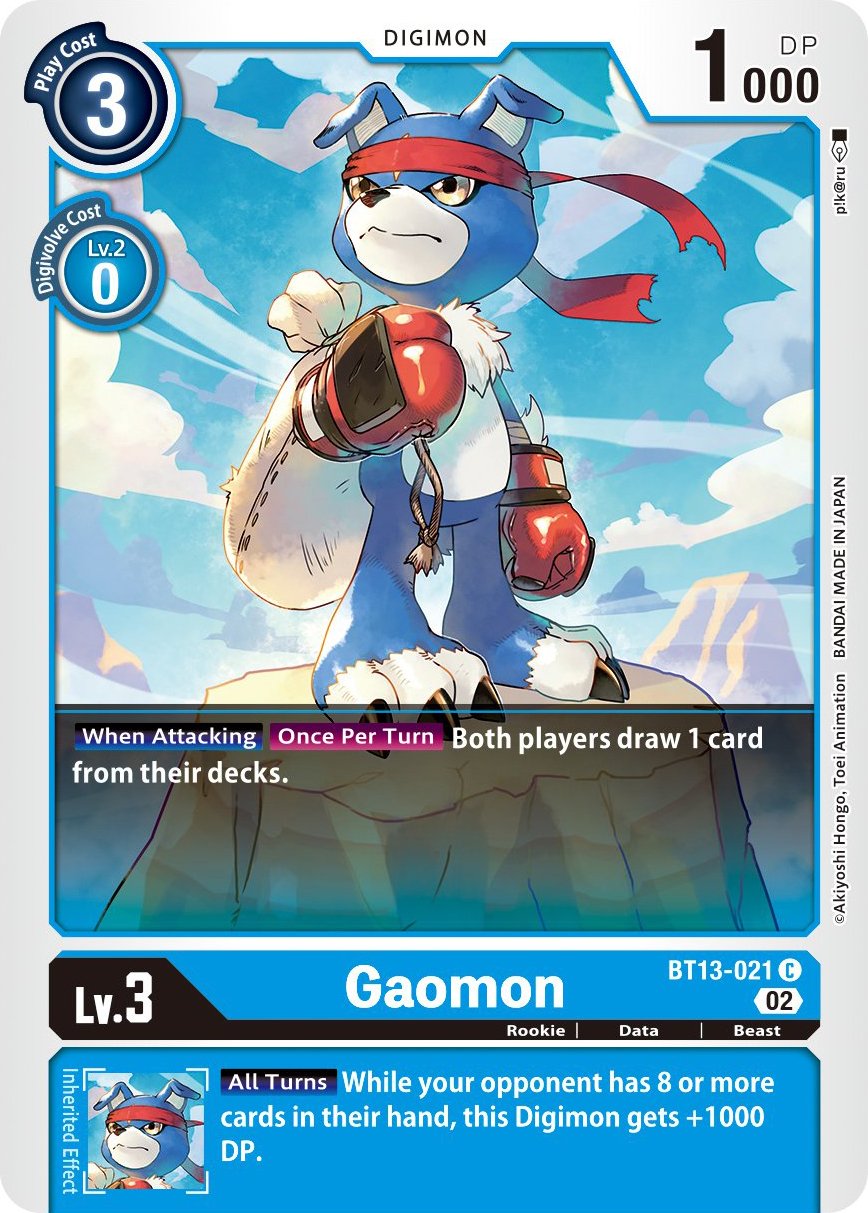 DIGIMON
Play Cost
3
DP
1000
Digivolve Cost
Lv.2
0
p!k@ru
When Attacking Once Per Turn Both players draw 1 card
from their decks.
©Akiyoshi Hongo, Toei Animation BANDAI MADE IN JAPAN
Lv.3
Gaomon
BT13-021 C
02
Rookie | Data | Beast
Inherited Effect
All Turns While your opponent has 8 or more
cards in their hand, this Digimon gets +1000
DP.